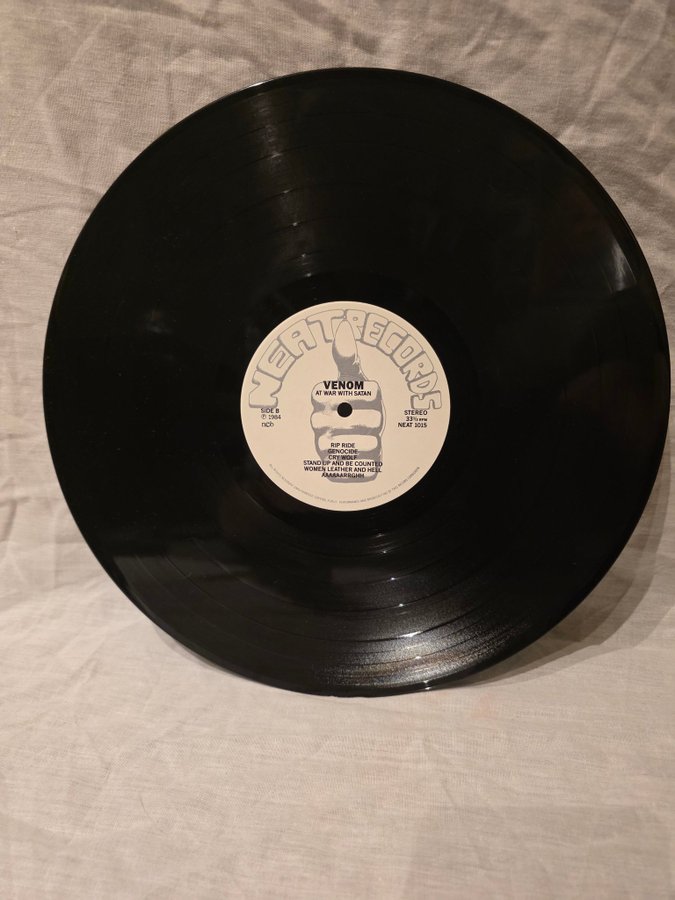 NEAT RECORDS
VENOM
AT WAR WITH SATAN
SIDE B
℗ 1984
ncb
STEREO
33⅓ RPM
NEAT 1015
RIP RIDE
GENOCIDE
CRY WOLF
STAND UP AND BE COUNTED
WOMEN LEATHER AND HELL
AAAAAARRGHH